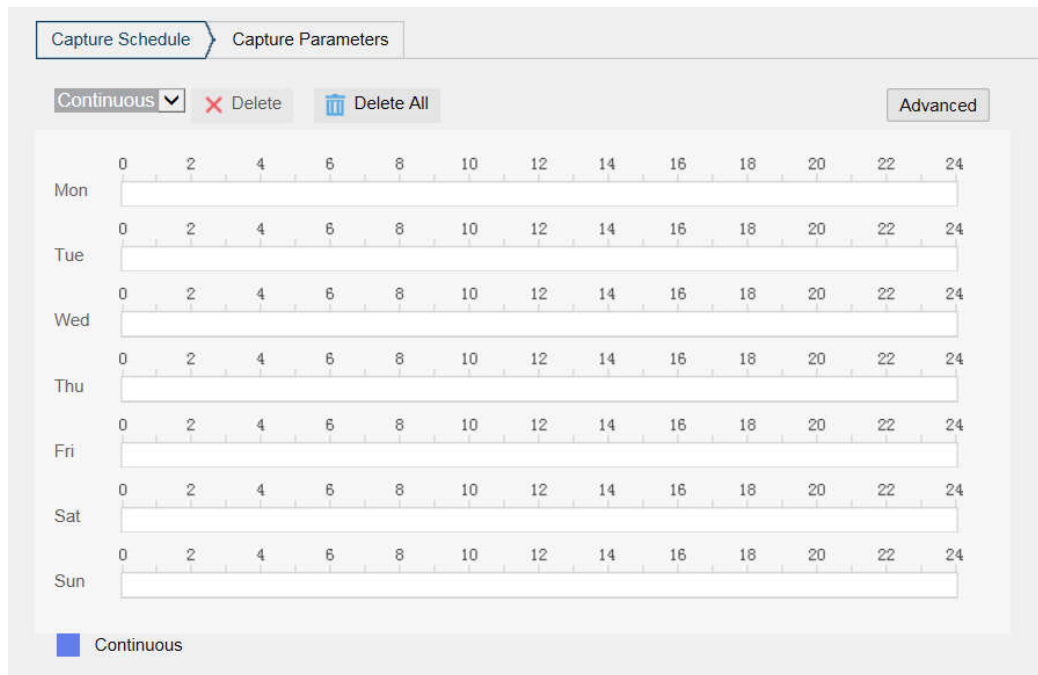 Capture Schedule Capture Parameters
Continuous Delete Delete All Advanced
0 2 4 6 8 10 12 14 16 18 20 22 24
Mon
0 2 4 6 8 10 12 14 16 18 20 22 24
Tue
0 2 4 6 8 10 12 14 16 18 20 22 24
Wed
0 2 4 6 8 10 12 14 16 18 20 22 24
Thu
0 2 4 6 8 10 12 14 16 18 20 22 24
Fri
0 2 4 6 8 10 12 14 16 18 20 22 24
Sat
0 2 4 6 8 10 12 14 16 18 20 22 24
Sun
Continuous